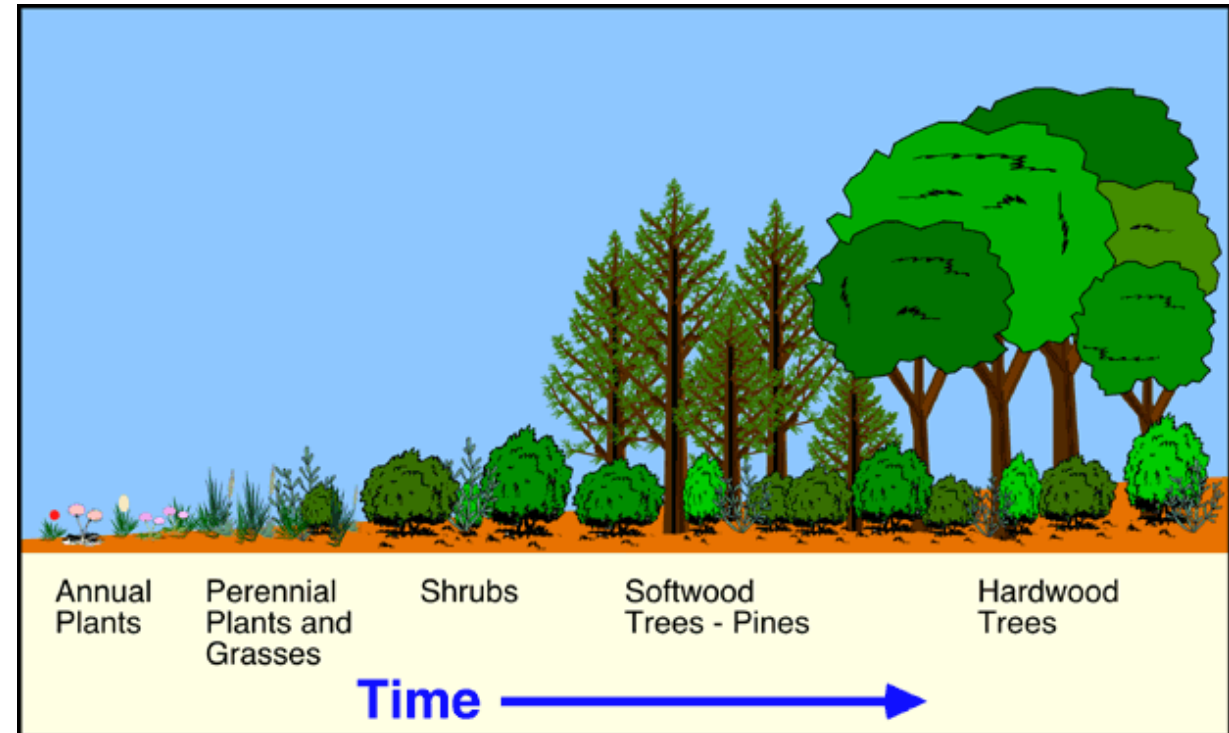 Annual
Plants
Perennial
Plants and
Grasses
Shrubs
Softwood
Trees - Pines
Hardwood
Trees
Time